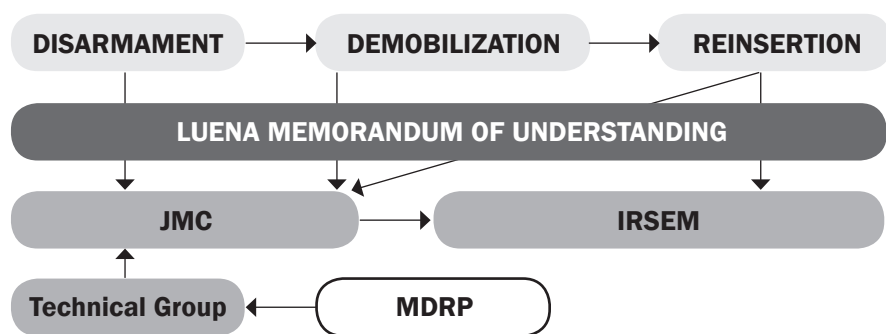 DISARMAMENT
DEMOBILIZATION
REINSERTION
LUENA MEMORANDUM OF UNDERSTANDING
JMC
IRSEM
Technical Group
MDRP